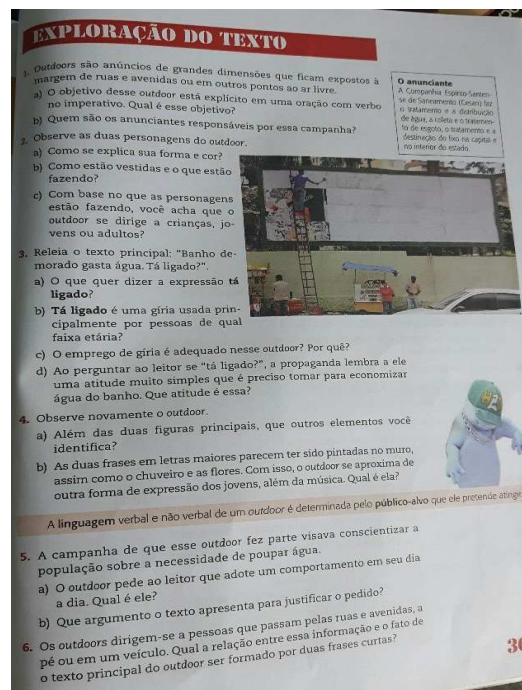 EXPLORAÇÃO DO TEXTO
1. Outdoors são anúncios de grandes dimensões que ficam expostos à
margem de ruas e avenidas ou em outros pontos ao ar livre.
a) O objetivo desse outdoor está explícito em uma oração com verbo
no imperativo. Qual é esse objetivo?
b) Quem são os anunciantes responsáveis por essa campanha?
O anunciante
A Companhia Espírito-Santen-
se de Saneamento (Cesan) faz
o tratamento e a distribuição
de água, a coleta e o tratamen-
to de esgoto, o tratamento e a
destinação do lixo na capital e
no interior do estado.
2. Observe as duas personagens do outdoor.
a) Como se explica sua forma e cor?
b) Como estão vestidas e o que estão
fazendo?
c) Com base no que as personagens
estão fazendo, você acha que o
outdoor se dirige a crianças, jo-
vens ou adultos?
3. Releia o texto principal: "Banho de-
morado gasta água. Tá ligado?".
a) O que quer dizer a expressão tá
ligado?
b) Tá ligado é uma gíria usada prin-
cipalmente por pessoas de qual
faixa etária?
c) O emprego de gíria é adequado nesse outdoor? Por quê?
d) Ao perguntar ao leitor se "tá ligado?", a propaganda lembra a ele
uma atitude muito simples que é preciso tomar para economizar
água do banho. Que atitude é essa?
4. Observe novamente o outdoor.
a) Além das duas figuras principais, que outros elementos você
identifica?
b) As duas frases em letras maiores parecem ter sido pintadas no muro,
assim como o chuveiro e as flores. Com isso, o outdoor se aproxima de
outra forma de expressão dos jovens, além da música. Qual é ela?
A linguagem verbal e não verbal de um outdoor é determinada pelo público-alvo que ele pretende atingir
5. A campanha de que esse outdoor fez parte visava conscientizar a
população sobre a necessidade de poupar água.
a) O outdoor pede ao leitor que adote um comportamento em seu dia
a dia. Qual é ele?
b) Que argumento o texto apresenta para justificar o pedido?
6. Os outdoors dirigem-se a pessoas que passam pelas ruas e avenidas, a
pé ou em um veículo. Qual a relação entre essa informação e o fato de
o texto principal do outdoor ser formado por duas frases curtas?